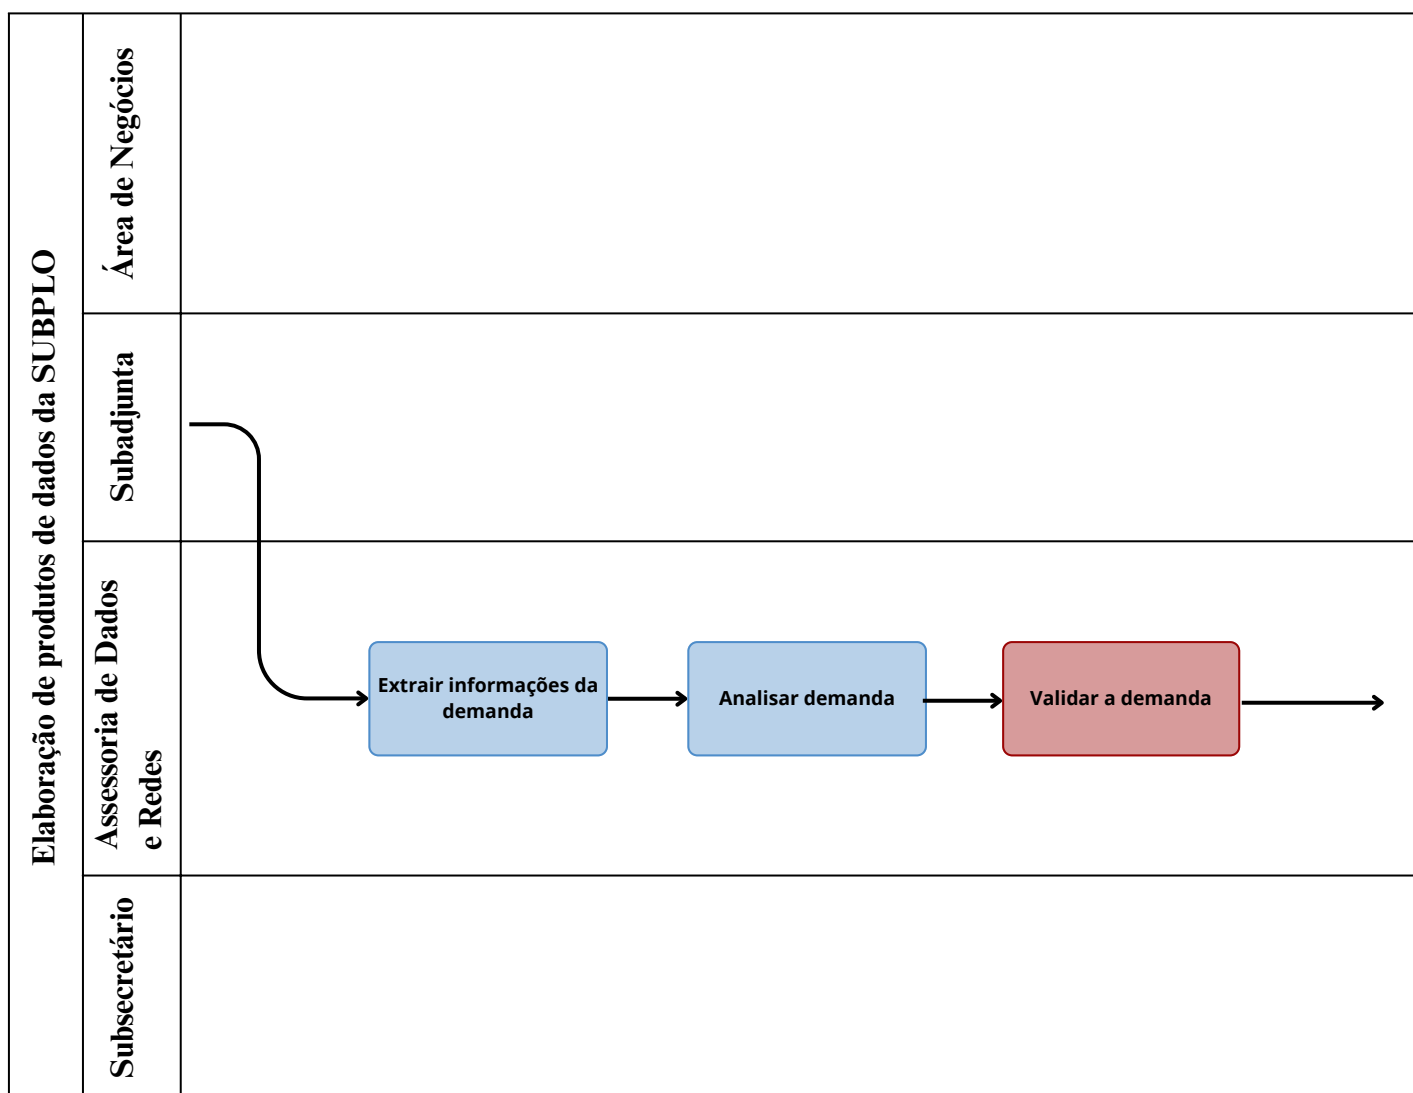 Elaboração de produtos de dados da SUBPLO
Área de Negócios
Subadjunta
Assessoria de Dados
e Redes
Extrair informações da
demanda
Analisar demanda
Validar a demanda
Subsecretário